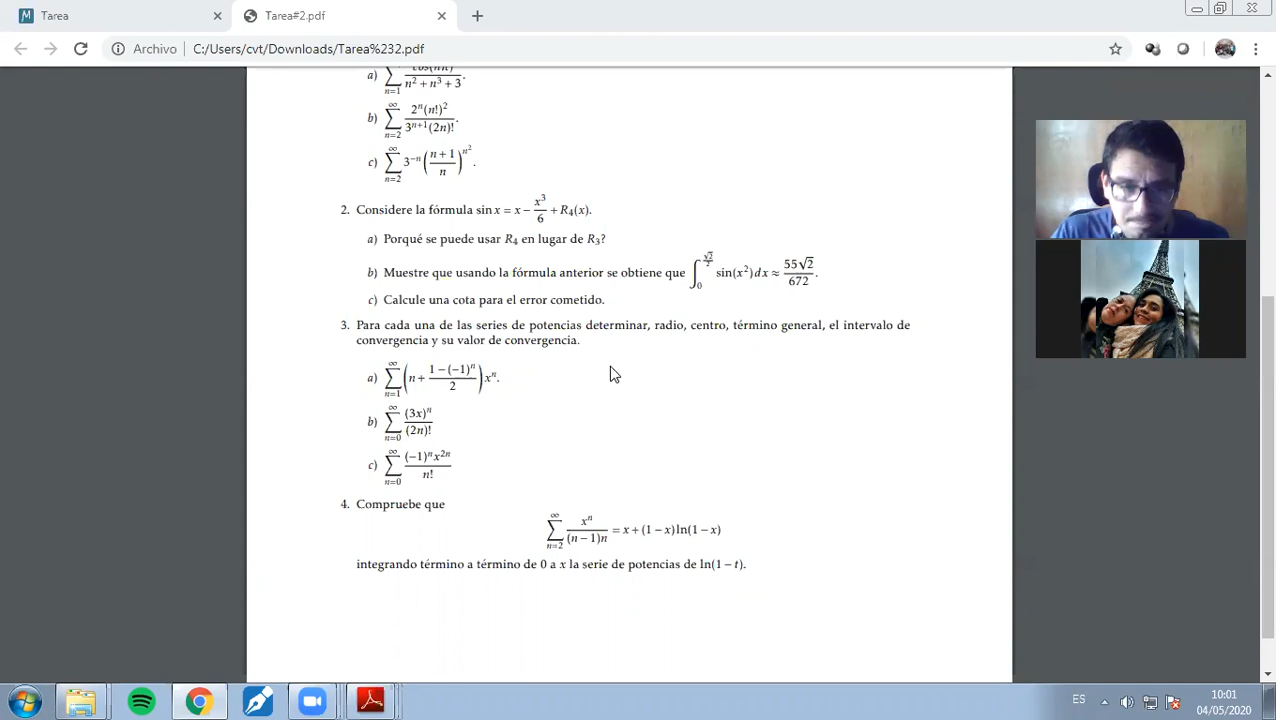 Tarea
Tarea#2.pdf
Archivo C:/Users/cvt/Downloads/Tarea%232.pdf
a) ∑_{n=1} cos(nπ) / (n² + n³ + 3).
b) ∑_{n=2}^{∞} 2ⁿ(n!)² / 3ⁿ⁺¹(2n)!.
c) ∑_{n=2}^{∞} 3⁻ⁿ ((n+1)/n)^{n²}.
2. Considere la fórmula sin x = x − x³/6 + R₄(x).
a) Porqué se puede usar R₄ en lugar de R₃?
b) Muestre que usando la fórmula anterior se obtiene que ∫₀^{√2/2} sin(x²)dx ≈ 55√2/672.
c) Calcule una cota para el error cometido.
3. Para cada una de las series de potencias determinar, radio, centro, término general, el intervalo de
convergencia y su valor de convergencia.
a) ∑_{n=1}^{∞} (n + (1−(−1)ⁿ)/2) xⁿ.
b) ∑_{n=0}^{∞} (3x)ⁿ / (2n)!
c) ∑_{n=0}^{∞} (−1)ⁿx²ⁿ / n!
4. Compruebe que
∑_{n=2}^{∞} xⁿ / (n−1)n = x + (1−x)ln(1−x)
integrando término a término de 0 a x la serie de potencias de ln(1−t).
ES
10:01
04/05/2020